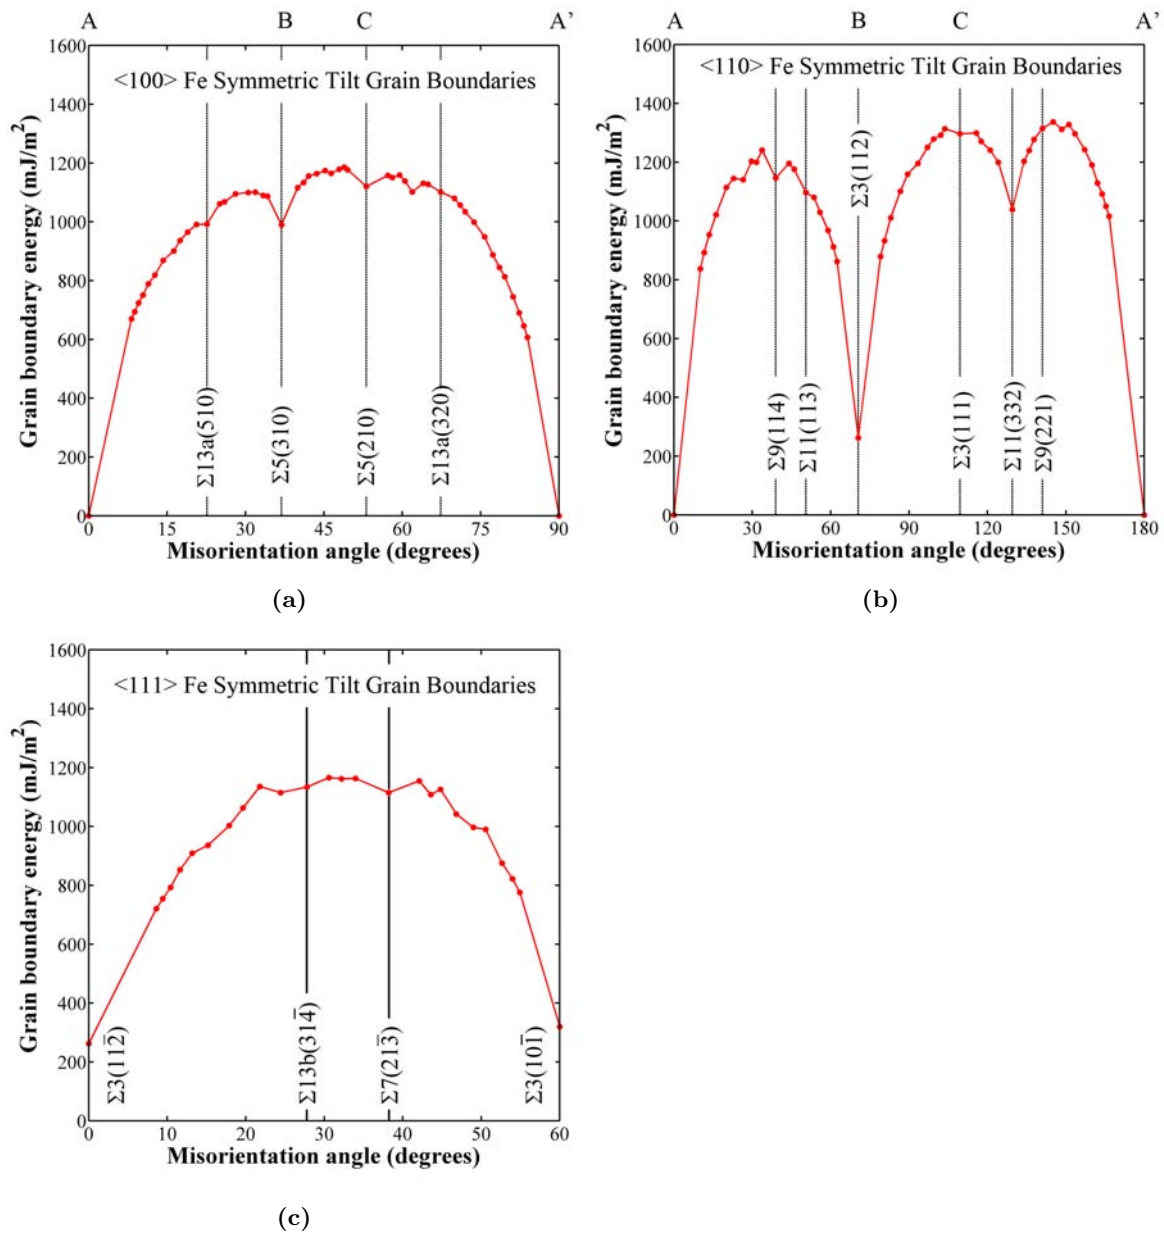 A B C A'
<100> Fe Symmetric Tilt Grain Boundaries
Grain boundary energy (mJ/m²)
1600
1400
1200
1000
800
600
400
200
0
Σ13a(510)
Σ5(310)
Σ5(210)
Σ13a(320)
0 15 30 45 60 75 90
Misorientation angle (degrees)
(a)
A B C A'
<110> Fe Symmetric Tilt Grain Boundaries
Grain boundary energy (mJ/m²)
1600
1400
1200
1000
800
600
400
200
0
Σ9(114)
Σ11(113)
Σ3(112)
Σ3(111)
Σ11(332)
Σ9(221)
0 30 60 90 120 150 180
Misorientation angle (degrees)
(b)
<111> Fe Symmetric Tilt Grain Boundaries
Grain boundary energy (mJ/m²)
1600
1400
1200
1000
800
600
400
200
0
Σ3(112̅)
Σ13b(314̅)
Σ7(213̅)
Σ3(101̅)
0 10 20 30 40 50 60
Misorientation angle (degrees)
(c)